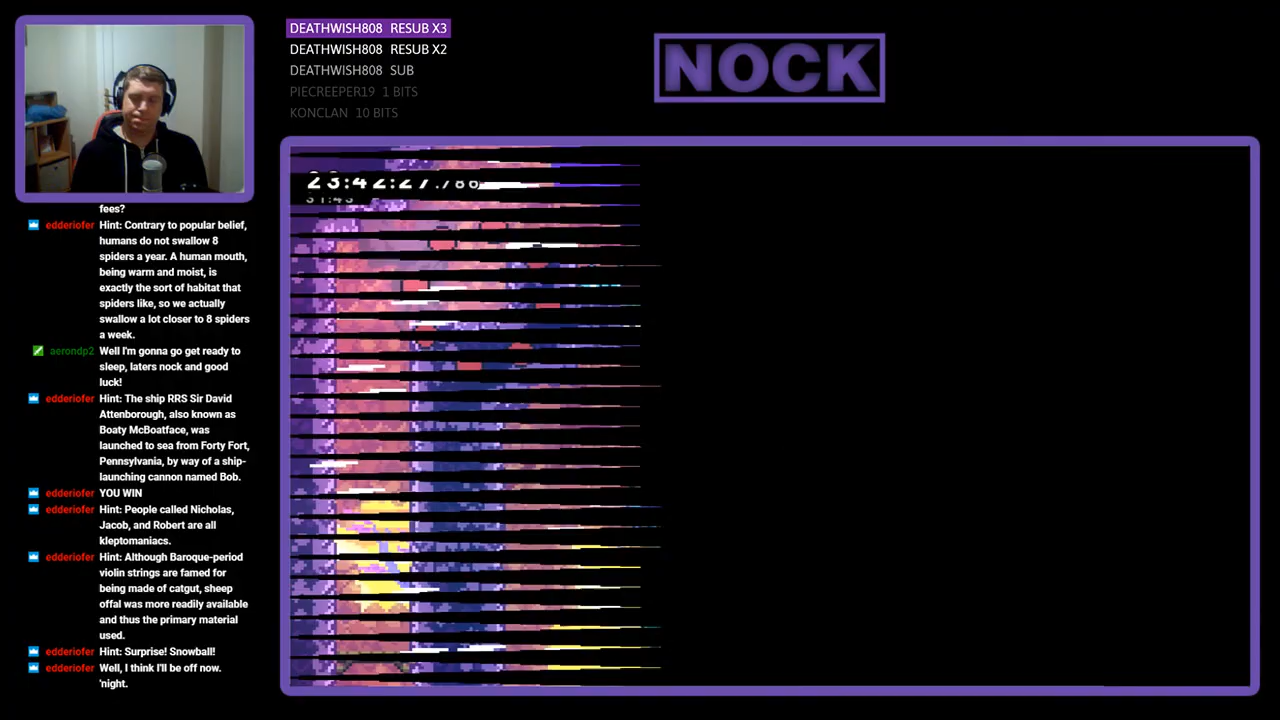 DEATHWISH808 RESUB X3
DEATHWISH808 RESUB X2
DEATHWISH808 SUB
PIECREEPER19 1 BITS
KONCLAN 10 BITS
NOCK
23:42:27.786
31:43
fees?
edderiofer Hint: Contrary to popular belief,
humans do not swallow 8
spiders a year. A human mouth,
being warm and moist, is
exactly the sort of habitat that
spiders like, so we actually
swallow a lot closer to 8 spiders
a week.
aerondp2 Well I'm gonna go get ready to
sleep, laters nock and good
luck!
edderiofer Hint: The ship RRS Sir David
Attenborough, also known as
Boaty McBoatface, was
launched to sea from Forty Fort,
Pennsylvania, by way of a ship-
launching cannon named Bob.
edderiofer YOU WIN
edderiofer Hint: People called Nicholas,
Jacob, and Robert are all
kleptomaniacs.
edderiofer Hint: Although Baroque-period
violin strings are famed for
being made of catgut, sheep
offal was more readily available
and thus the primary material
used.
edderiofer Hint: Surprise! Snowball!
edderiofer Well, I think I'll be off now.
'night.